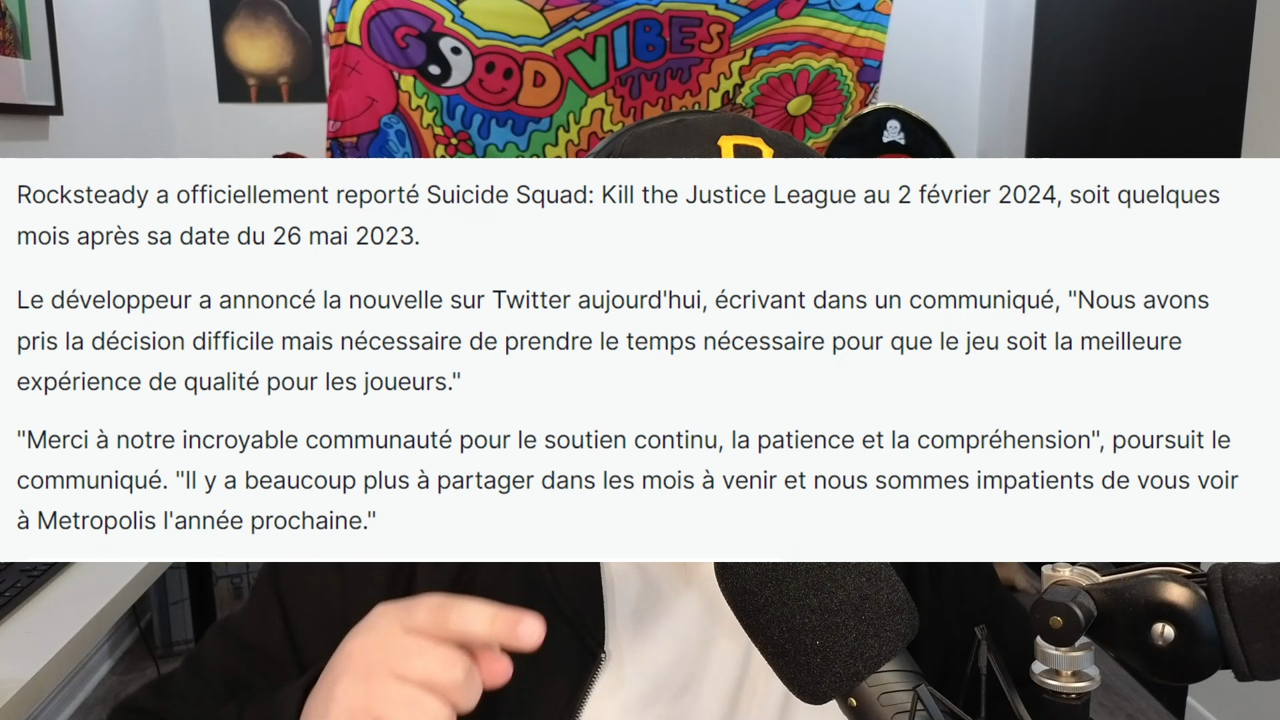 GOOD VIBES
P
Rocksteady a officiellement reporté Suicide Squad: Kill the Justice League au 2 février 2024, soit quelques
mois après sa date du 26 mai 2023.
Le développeur a annoncé la nouvelle sur Twitter aujourd'hui, écrivant dans un communiqué, "Nous avons
pris la décision difficile mais nécessaire de prendre le temps nécessaire pour que le jeu soit la meilleure
expérience de qualité pour les joueurs."
"Merci à notre incroyable communauté pour le soutien continu, la patience et la compréhension", poursuit le
communiqué. "Il y a beaucoup plus à partager dans les mois à venir et nous sommes impatients de vous voir
à Metropolis l'année prochaine."